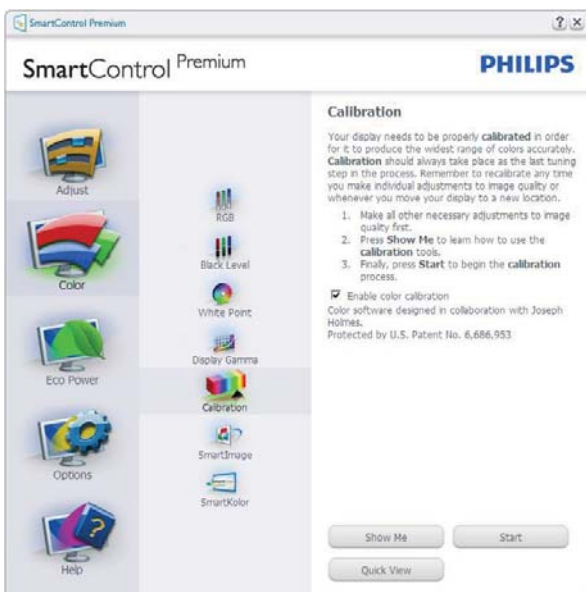 SmartControl Premium
SmartControl Premium
PHILIPS
Adjust
Color
Eco Power
Options
Help
RGB
Black Level
White Point
Display Gamma
Calibration
SmartImage
SmartKolor
Calibration
Your display needs to be properly calibrated in order
for it to produce the widest range of colors accurately.
Calibration should always take place as the last tuning
step in the process. Remember to recalibrate any time
you make individual adjustments to image quality or
whenever you move your display to a new location.
1. Make all other necessary adjustments to image
quality first.
2. Press Show Me to learn how to use the
calibration tools.
3. Finally, press Start to begin the calibration
process.
Enable color calibration
Color software designed in collaboration with Joseph
Holmes.
Protected by U.S. Patent No. 6,686,953
Show Me
Start
Quick View